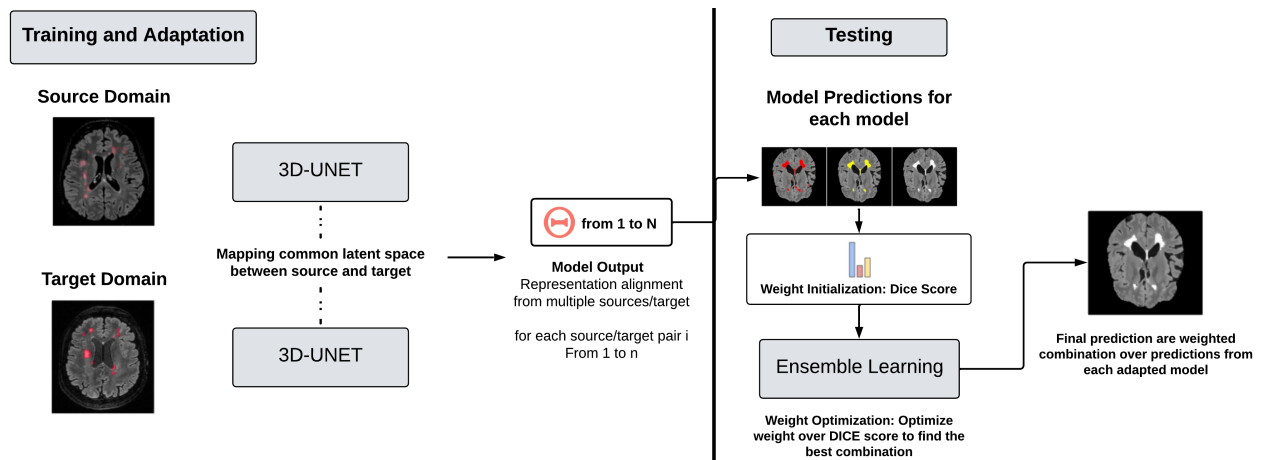 Training and Adaptation
Source Domain
3D-UNET
Mapping common latent space
between source and target
Target Domain
3D-UNET
from 1 to N
Model Output
Representation alignment
from multiple sources/target
for each source/target pair i
From 1 to n
Testing
Model Predictions for
each model
Weight Initialization: Dice Score
Ensemble Learning
Weight Optimization: Optimize
weight over DICE score to find the
best combination
Final prediction are weighted
combination over predictions from
each adapted model